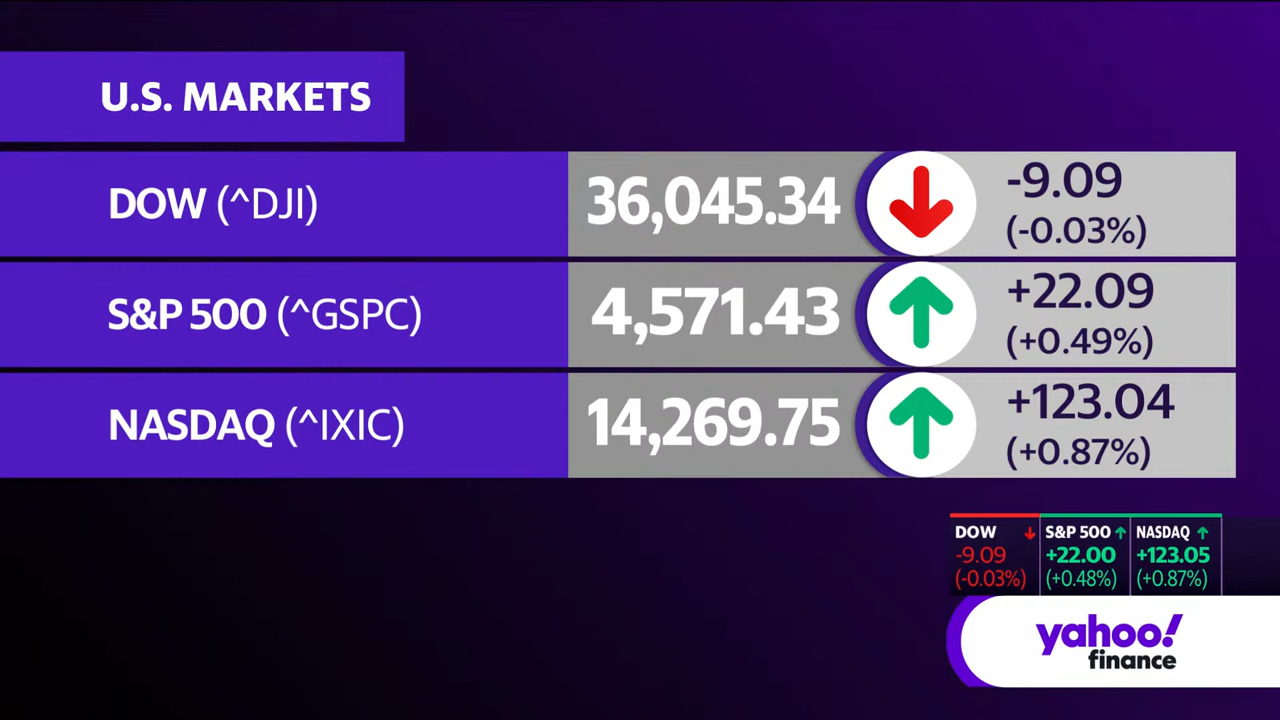 U.S. MARKETS
DOW (^DJI) 36,045.34 -9.09
(-0.03%)
S&P 500 (^GSPC) 4,571.43 +22.09
(+0.49%)
NASDAQ (^IXIC) 14,269.75 +123.04
(+0.87%)
DOW S&P 500 NASDAQ
-9.09 +22.00 +123.05
(-0.03%) (+0.48%) (+0.87%)
yahoo!
finance